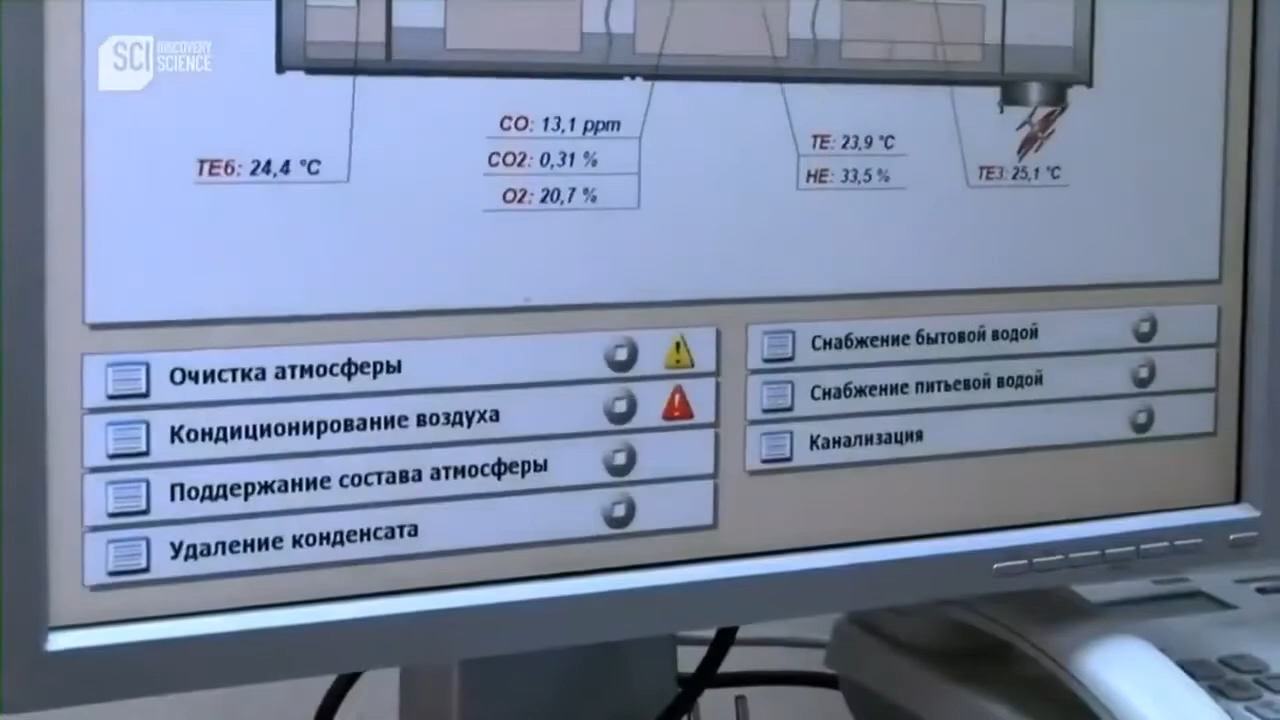 SCI DISCOVERY SCIENCE
TE6: 24,4 °C
CO: 13,1 ppm
CO2: 0,31 %
O2: 20,7 %
TE: 23,9 °C
HE: 33,5 %
TE3: 25,1 °C
Очистка атмосферы
Кондиционирование воздуха
Поддержание состава атмосферы
Удаление конденсата
Снабжение бытовой водой
Снабжение питьевой водой
Канализация